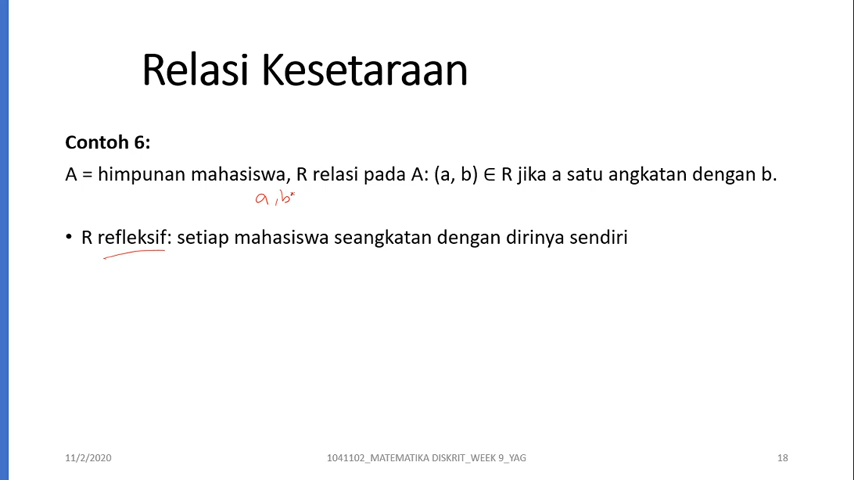 Relasi Kesetaraan
Contoh 6:
A = himpunan mahasiswa, R relasi pada A: (a, b) ∈ R jika a satu angkatan dengan b.
a, b
• R refleksif: setiap mahasiswa seangkatan dengan dirinya sendiri
11/2/2020
1041102_MATEMATIKA DISKRIT_WEEK 9_YAG
18